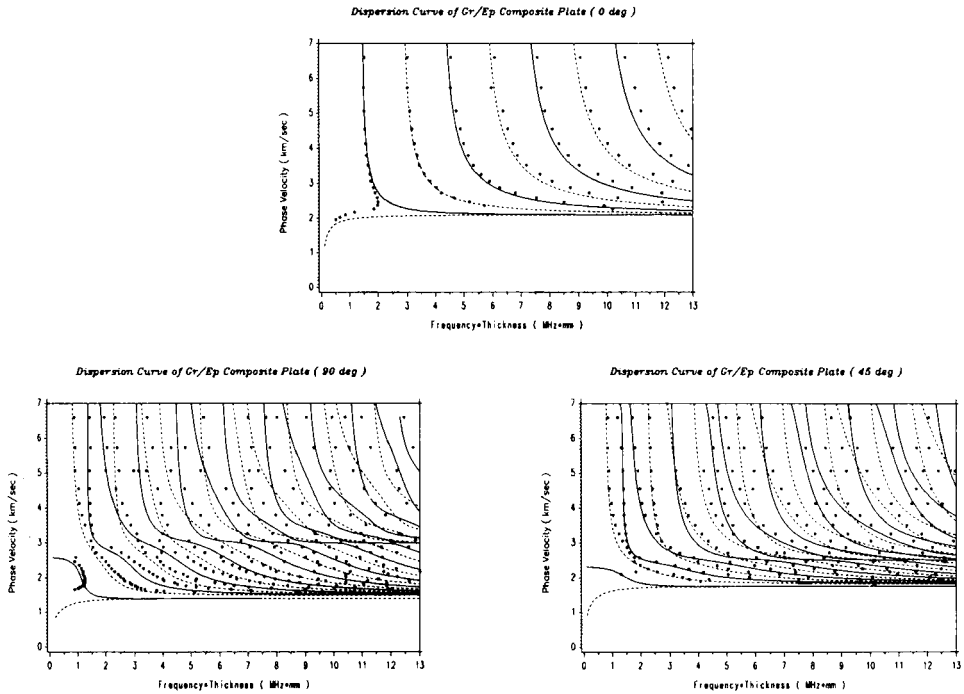 Dispersion Curve of Gr/Ep Composite Plate ( 0 deg )
7
6
5
4
3
2
1
0
Phase Velocity ( km/sec )
0 1 2 3 4 5 6 7 8 9 10 11 12 13
Frequency*Thickness ( MHz*mm )
Dispersion Curve of Gr/Ep Composite Plate ( 90 deg )
7
6
5
4
3
2
1
0
Phase Velocity ( km/sec )
0 1 2 3 4 5 6 7 8 9 10 11 12 13
Frequency*Thickness ( MHz*mm )
Dispersion Curve of Gr/Ep Composite Plate ( 45 deg )
7
6
5
4
3
2
1
0
Phase Velocity ( km/sec )
0 1 2 3 4 5 6 7 8 9 10 11 12 13
Frequency*Thickness ( MHz*mm )